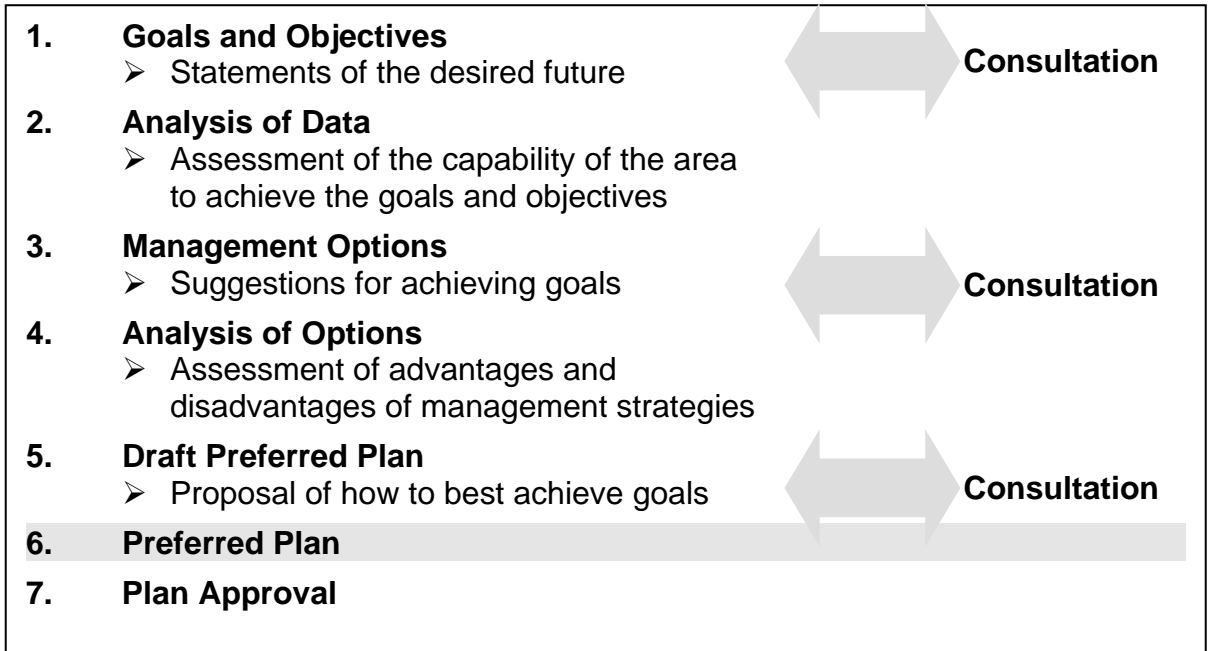 1. Goals and Objectives
➢ Statements of the desired future
Consultation
2. Analysis of Data
➢ Assessment of the capability of the area
to achieve the goals and objectives
3. Management Options
➢ Suggestions for achieving goals
Consultation
4. Analysis of Options
➢ Assessment of advantages and
disadvantages of management strategies
5. Draft Preferred Plan
➢ Proposal of how to best achieve goals
Consultation
6. Preferred Plan
7. Plan Approval